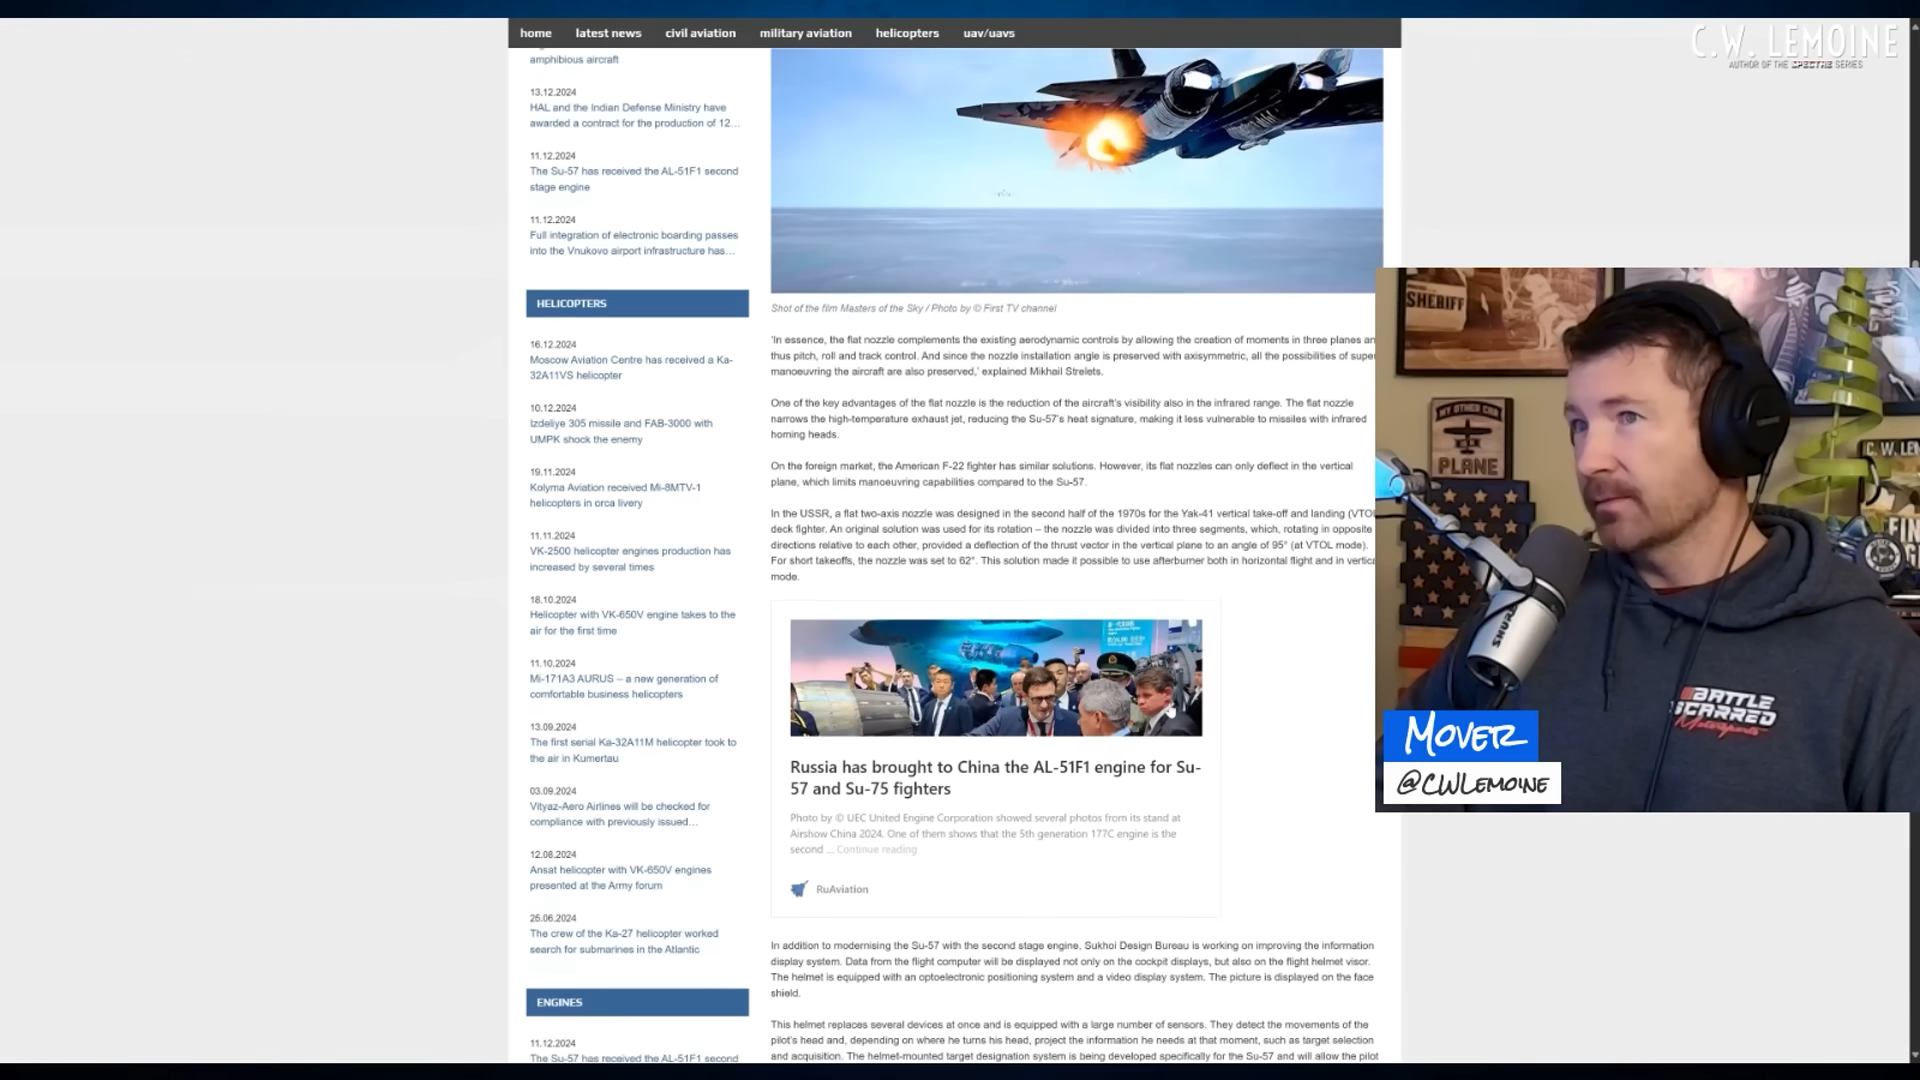 home latest news civil aviation military aviation helicopters uav/uavs
C.W. LEMOINE
AUTHOR OF THE SPECTRE SERIES
amphibious aircraft
13.12.2024
HAL and the Indian Defense Ministry have
awarded a contract for the production of 12...
11.12.2024
The Su-57 has received the AL-51F1 second
stage engine
11.12.2024
Full integration of electronic boarding passes
into the Vnukovo airport infrastructure has...
HELICOPTERS
16.12.2024
Moscow Aviation Centre has received a Ka-
32A11VS helicopter
10.12.2024
Izdeliye 305 missile and FAB-3000 with
UMPK shock the enemy
19.11.2024
Kolyma Aviation received Mi-8MTV-1
helicopters in orca livery
11.11.2024
VK-2500 helicopter engines production has
increased by several times
18.10.2024
Helicopter with VK-650V engine takes to the
air for the first time
11.10.2024
Mi-171A3 AURUS – a new generation of
comfortable business helicopters
13.09.2024
The first serial Ka-32A11M helicopter took to
the air in Kumertau
03.09.2024
Vityaz-Aero Airlines will be checked for
compliance with previously issued...
12.08.2024
Ansat helicopter with VK-650V engines
presented at the Army forum
25.06.2024
The crew of the Ka-27 helicopter worked
search for submarines in the Atlantic
ENGINES
11.12.2024
The Su-57 has received the AL-51F1 second
Shot of the film Masters of the Sky / Photo by © First TV channel
'In essence, the flat nozzle complements the existing aerodynamic controls by allowing the creation of moments in three planes an
thus pitch, roll and track control. And since the nozzle installation angle is preserved with axisymmetric, all the possibilities of supe
manoeuvring the aircraft are also preserved,' explained Mikhail Strelets.
One of the key advantages of the flat nozzle is the reduction of the aircraft's visibility also in the infrared range. The flat nozzle
narrows the high-temperature exhaust jet, reducing the Su-57's heat signature, making it less vulnerable to missiles with infrared
homing heads.
On the foreign market, the American F-22 fighter has similar solutions. However, its flat nozzles can only deflect in the vertical
plane, which limits manoeuvring capabilities compared to the Su-57.
In the USSR, a flat two-axis nozzle was designed in the second half of the 1970s for the Yak-41 vertical take-off and landing (VTO
deck fighter. An original solution was used for its rotation – the nozzle was divided into three segments, which, rotating in opposite
directions relative to each other, provided a deflection of the thrust vector in the vertical plane to an angle of 95° (at VTOL mode).
For short takeoffs, the nozzle was set to 62°. This solution made it possible to use afterburner both in horizontal flight and in vertica
mode.
Russia has brought to China the AL-51F1 engine for Su-
57 and Su-75 fighters
Photo by © UEC United Engine Corporation showed several photos from its stand at
Airshow China 2024. One of them shows that the 5th generation 177C engine is the
second ... Continue reading
RuAviation
In addition to modernising the Su-57 with the second stage engine, Sukhoi Design Bureau is working on improving the information
display system. Data from the flight computer will be displayed not only on the cockpit displays, but also on the flight helmet visor.
The helmet is equipped with an optoelectronic positioning system and a video display system. The picture is displayed on the face
shield.
This helmet replaces several devices at once and is equipped with a large number of sensors. They detect the movements of the
pilot's head and, depending on where he turns his head, project the information he needs at that moment, such as target selection
and acquisition. The helmet-mounted target designation system is being developed specifically for the Su-57 and will allow the pilot
SHERIFF
MY OTHER CAR
PLANE
C. W. LE
SHURE
BATTLE
SCARRED
Motorsports
MOVER
@CWLEMOINE